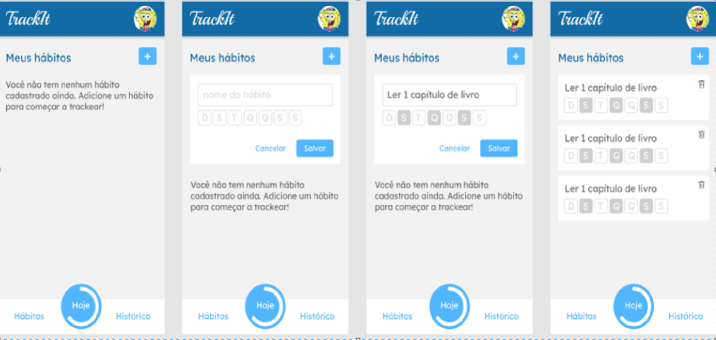 TrackIt
Meus hábitos
+
Você não tem nenhum hábito
cadastrado ainda. Adicione um hábito
para começar a trackear!
Hábitos
Hoje
Histórico
TrackIt
Meus hábitos
+
nome do hábito
D S T Q Q S S
Cancelar
Salvar
Você não tem nenhum hábito
cadastrado ainda. Adicione um hábito
para começar a trackear!
Hábitos
Hoje
Histórico
TrackIt
Meus hábitos
+
Ler 1 capítulo de livro
D S T Q Q S S
Cancelar
Salvar
Você não tem nenhum hábito
cadastrado ainda. Adicione um hábito
para começar a trackear!
Hábitos
Hoje
Histórico
TrackIt
Meus hábitos
+
Ler 1 capítulo de livro
D S T Q Q S S
Ler 1 capítulo de livro
D S T Q Q S S
Ler 1 capítulo de livro
D S T Q Q S S
Hábitos
Hoje
Histórico